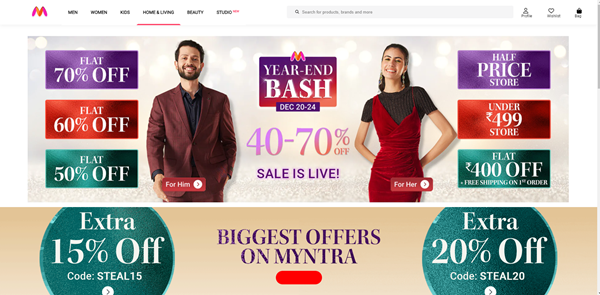 MEN WOMEN KIDS HOME & LIVING BEAUTY STUDIO NEW
Search for products, brands and more
Profile Wishlist Bag
FLAT
70% OFF
FLAT
60% OFF
FLAT
50% OFF
For Him
YEAR-END
BASH
DEC 20-24
40-70%
OFF
SALE IS LIVE!
For Her
HALF
PRICE
STORE
UNDER
₹499
STORE
FLAT
₹400 OFF
+ FREE SHIPPING ON 1ST ORDER
Extra
15% Off
Code: STEAL15
BIGGEST OFFERS
ON MYNTRA
Extra
20% Off
Code: STEAL20